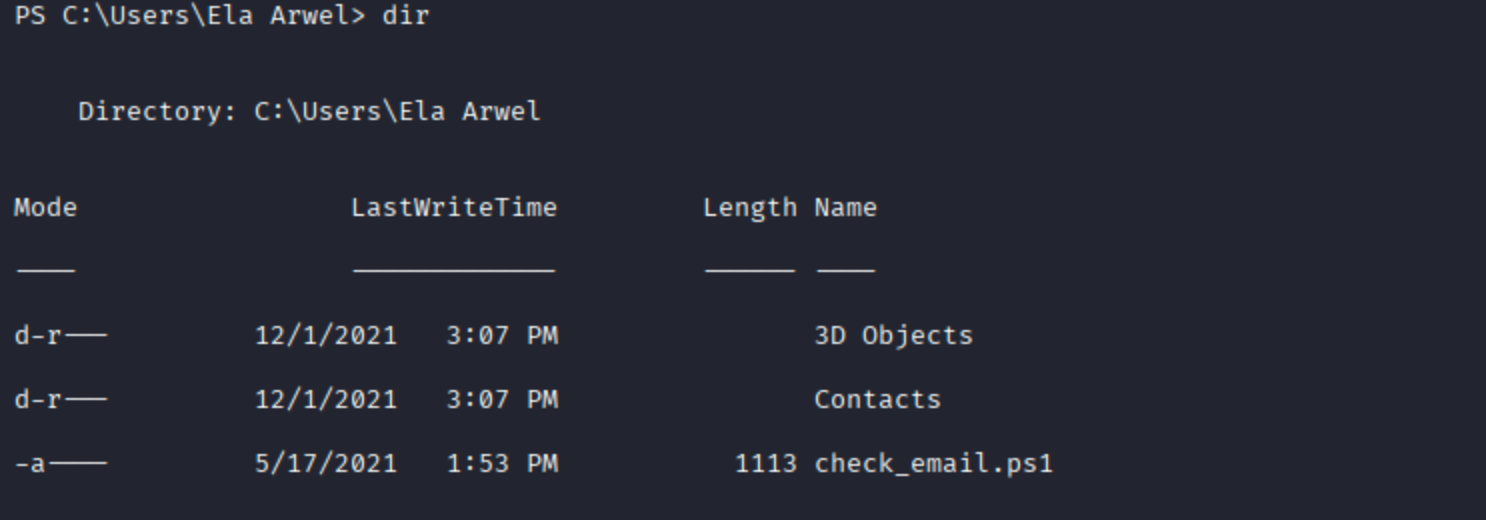 PS C:\Users\Ela Arwel> dir
Directory: C:\Users\Ela Arwel
Mode LastWriteTime Length Name
---- ------------- ------ ----
d-r--- 12/1/2021 3:07 PM 3D Objects
d-r--- 12/1/2021 3:07 PM Contacts
-a---- 5/17/2021 1:53 PM 1113 check_email.ps1